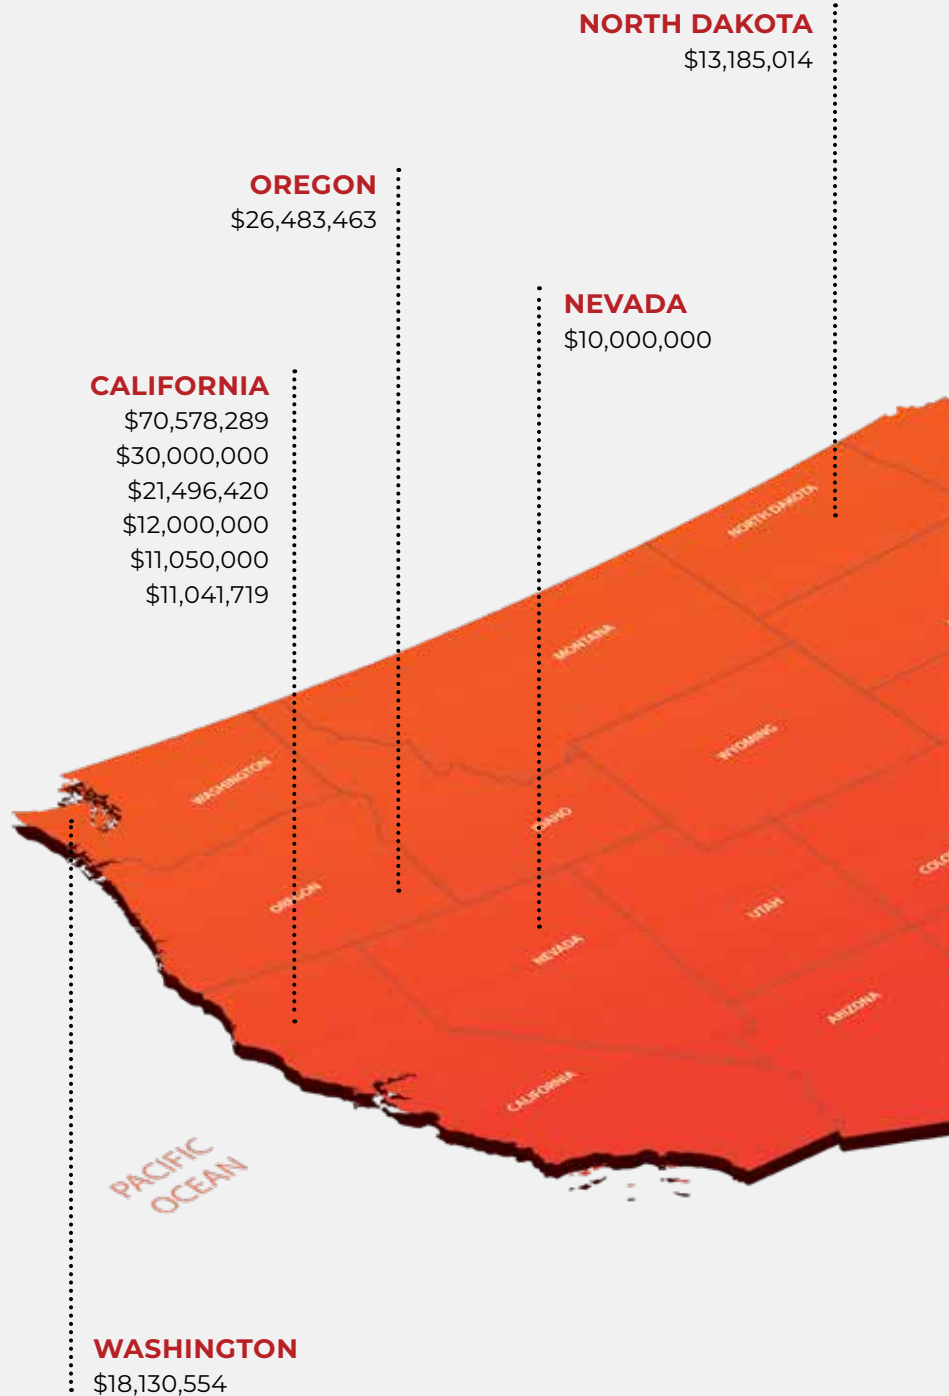 NORTH DAKOTA
$13,185,014
OREGON
$26,483,463
NEVADA
$10,000,000
CALIFORNIA
$70,578,289
$30,000,000
$21,496,420
$12,000,000
$11,050,000
$11,041,719
NORTH DAKOTA
MONTANA
WYOMING
WASHINGTON
IDAHO
COLO
OREGON
UTAH
NEVADA
ARIZONA
CALIFORNIA
PACIFIC
OCEAN
WASHINGTON
$18,130,554